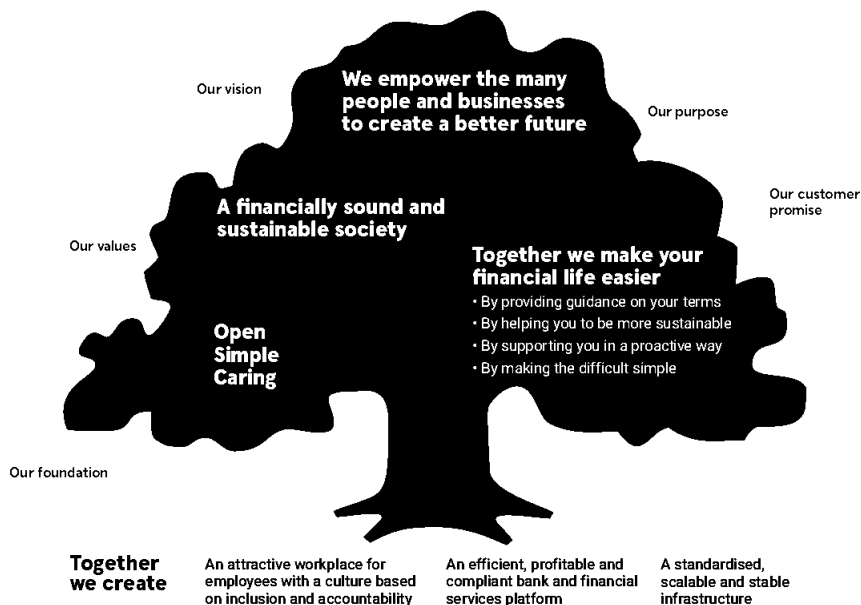 Our vision
We empower the many
people and businesses
to create a better future
Our purpose
A financially sound and
sustainable society
Our customer
promise
Our values
Together we make your
financial life easier
• By providing guidance on your terms
• By helping you to be more sustainable
• By supporting you in a proactive way
• By making the difficult simple
Open
Simple
Caring
Our foundation
Together
we create
An attractive workplace for
employees with a culture based
on inclusion and accountability
An efficient, profitable and
compliant bank and financial
services platform
A standardised,
scalable and stable
infrastructure